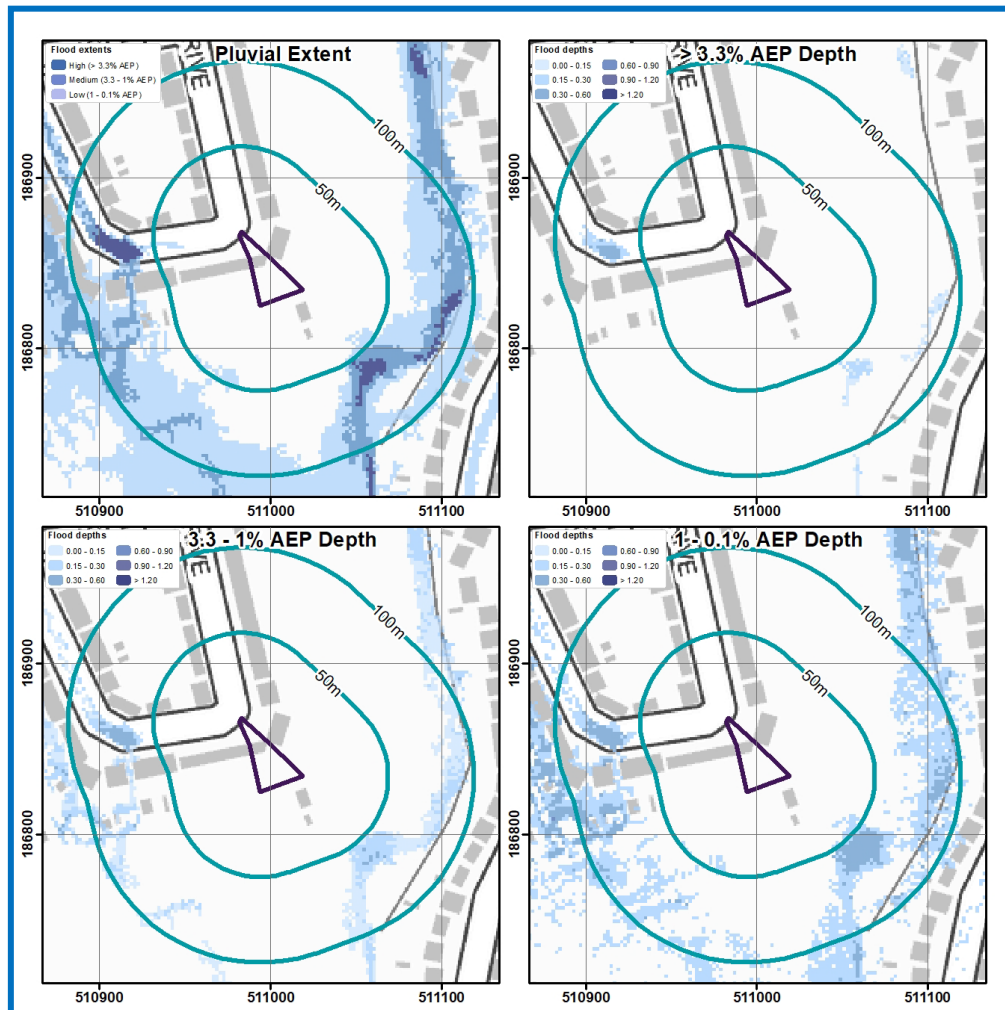 Pluvial Extent
Flood extents
High (> 3.3% AEP)
Medium (3.3 - 1% AEP)
Low (1 - 0.1% AEP)
RIVE
100m
50m
186900
186800
510900
511000
511100
> 3.3% AEP Depth
Flood depths
0.00 - 0.15
0.60 - 0.90
0.15 - 0.30
0.90 - 1.20
0.30 - 0.60
> 1.20
RIVE
100m
50m
186900
186800
510900
511000
511100
3.3 - 1% AEP Depth
Flood depths
0.00 - 0.15
0.60 - 0.90
0.15 - 0.30
0.90 - 1.20
0.30 - 0.60
> 1.20
VE
100m
50m
186900
186800
510900
511000
511100
1 - 0.1% AEP Depth
Flood depths
0.00 - 0.15
0.60 - 0.90
0.15 - 0.30
0.90 - 1.20
0.30 - 0.60
> 1.20
VE
100m
50m
186900
186800
510900
511000
511100